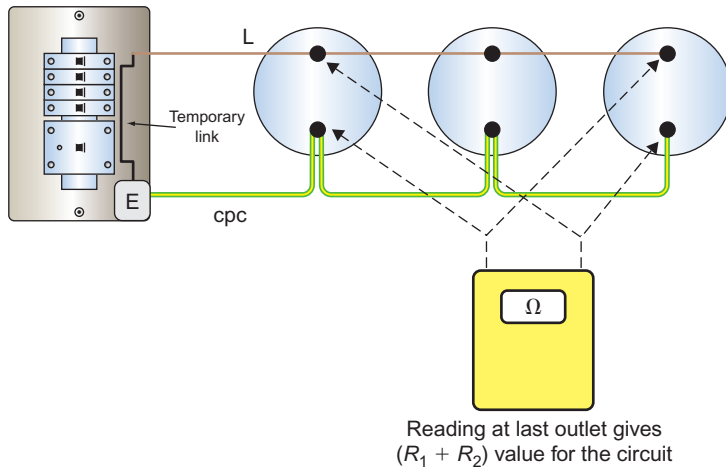 L
Temporary
link
E
cpc
Ω
Reading at last outlet gives
(R₁ + R₂) value for the circuit